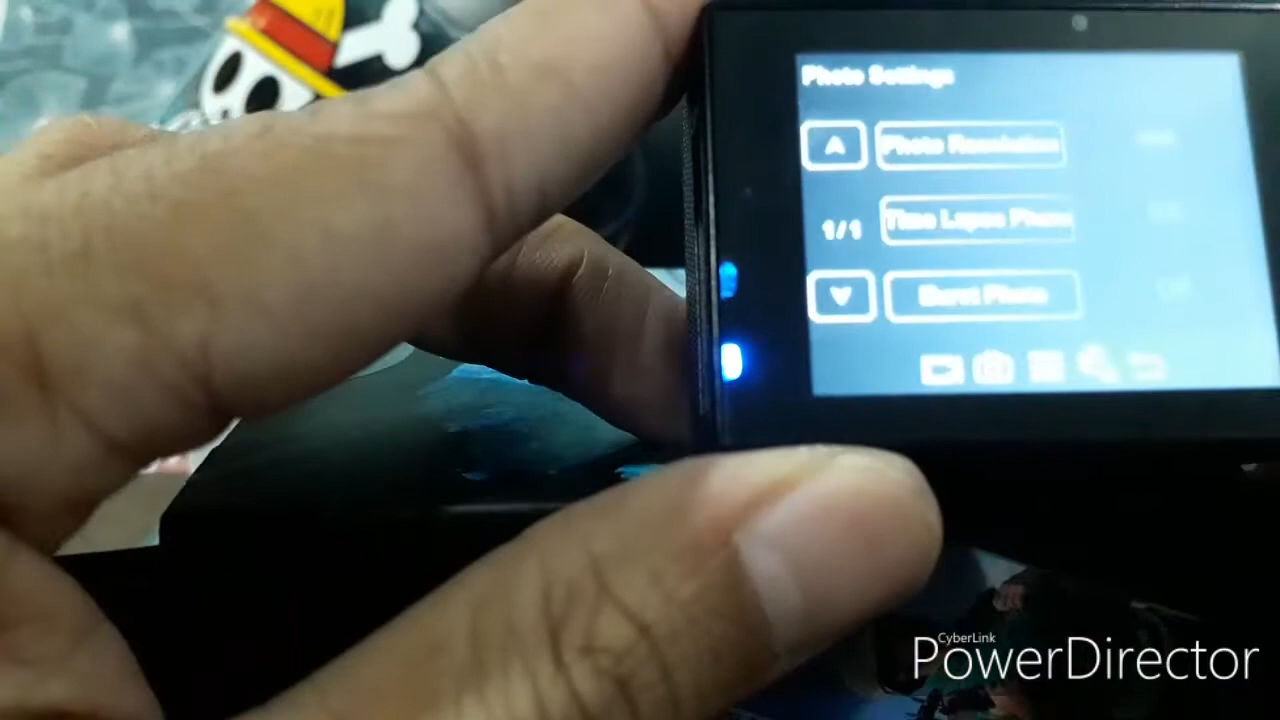 Photo Settings
Photo Resolution
1/1
Time Lapse Photo
Burst Photo
CyberLink
PowerDirector